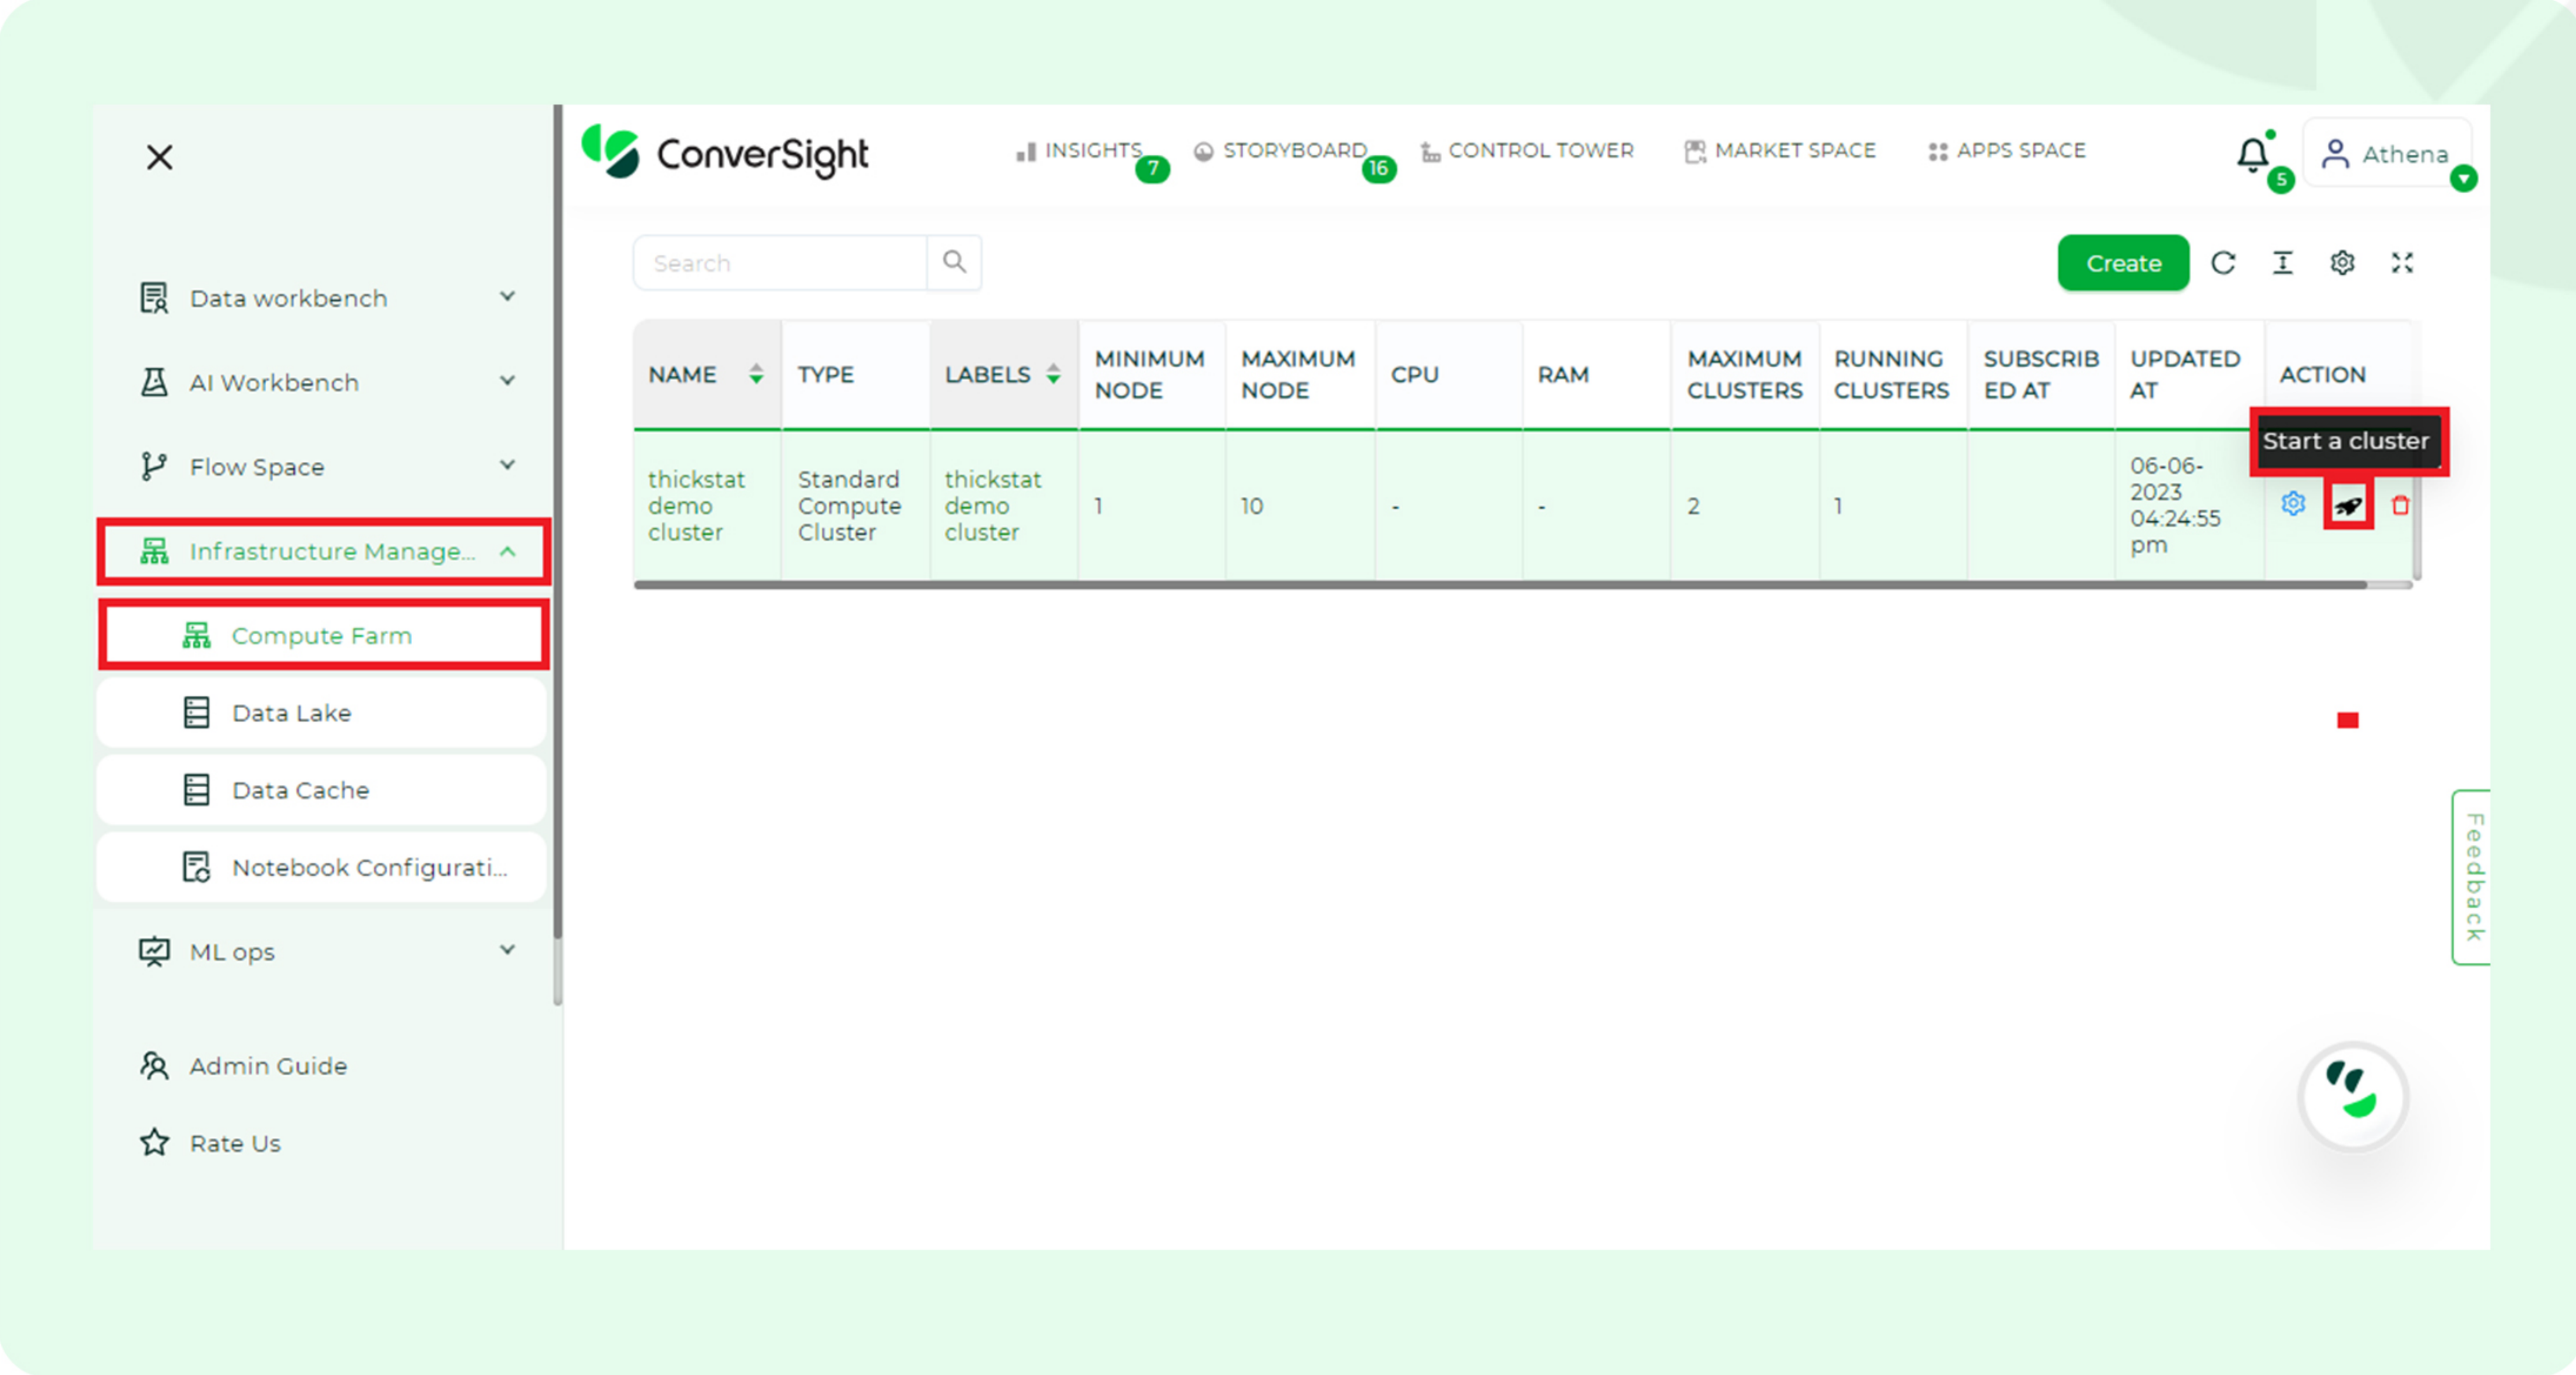 ConverSight
INSIGHTS
7
STORYBOARD
16
CONTROL TOWER
MARKET SPACE
APPS SPACE
5
Athena
Data workbench
AI Workbench
Flow Space
Infrastructure Manage...
Compute Farm
Data Lake
Data Cache
Notebook Configurati...
ML ops
Admin Guide
Rate Us
Search
Create
NAME
TYPE
LABELS
MINIMUM
NODE
MAXIMUM
NODE
CPU
RAM
MAXIMUM
CLUSTERS
RUNNING
CLUSTERS
SUBSCRIB
ED AT
UPDATED
AT
ACTION
Start a cluster
thickstat
demo
cluster
Standard
Compute
Cluster
thickstat
demo
cluster
1
10
-
-
2
1
06-06-
2023
04:24:55
pm
Feedback